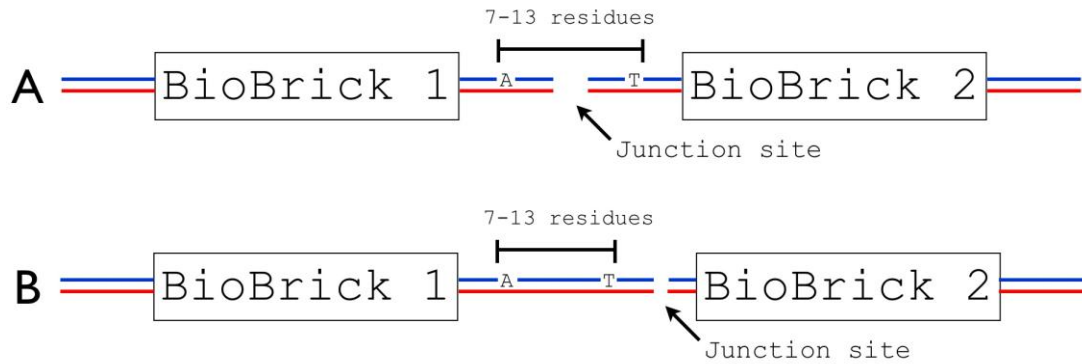 7-13 residues
A BioBrick 1 A T BioBrick 2
Junction site
7-13 residues
B BioBrick 1 A T BioBrick 2
Junction site